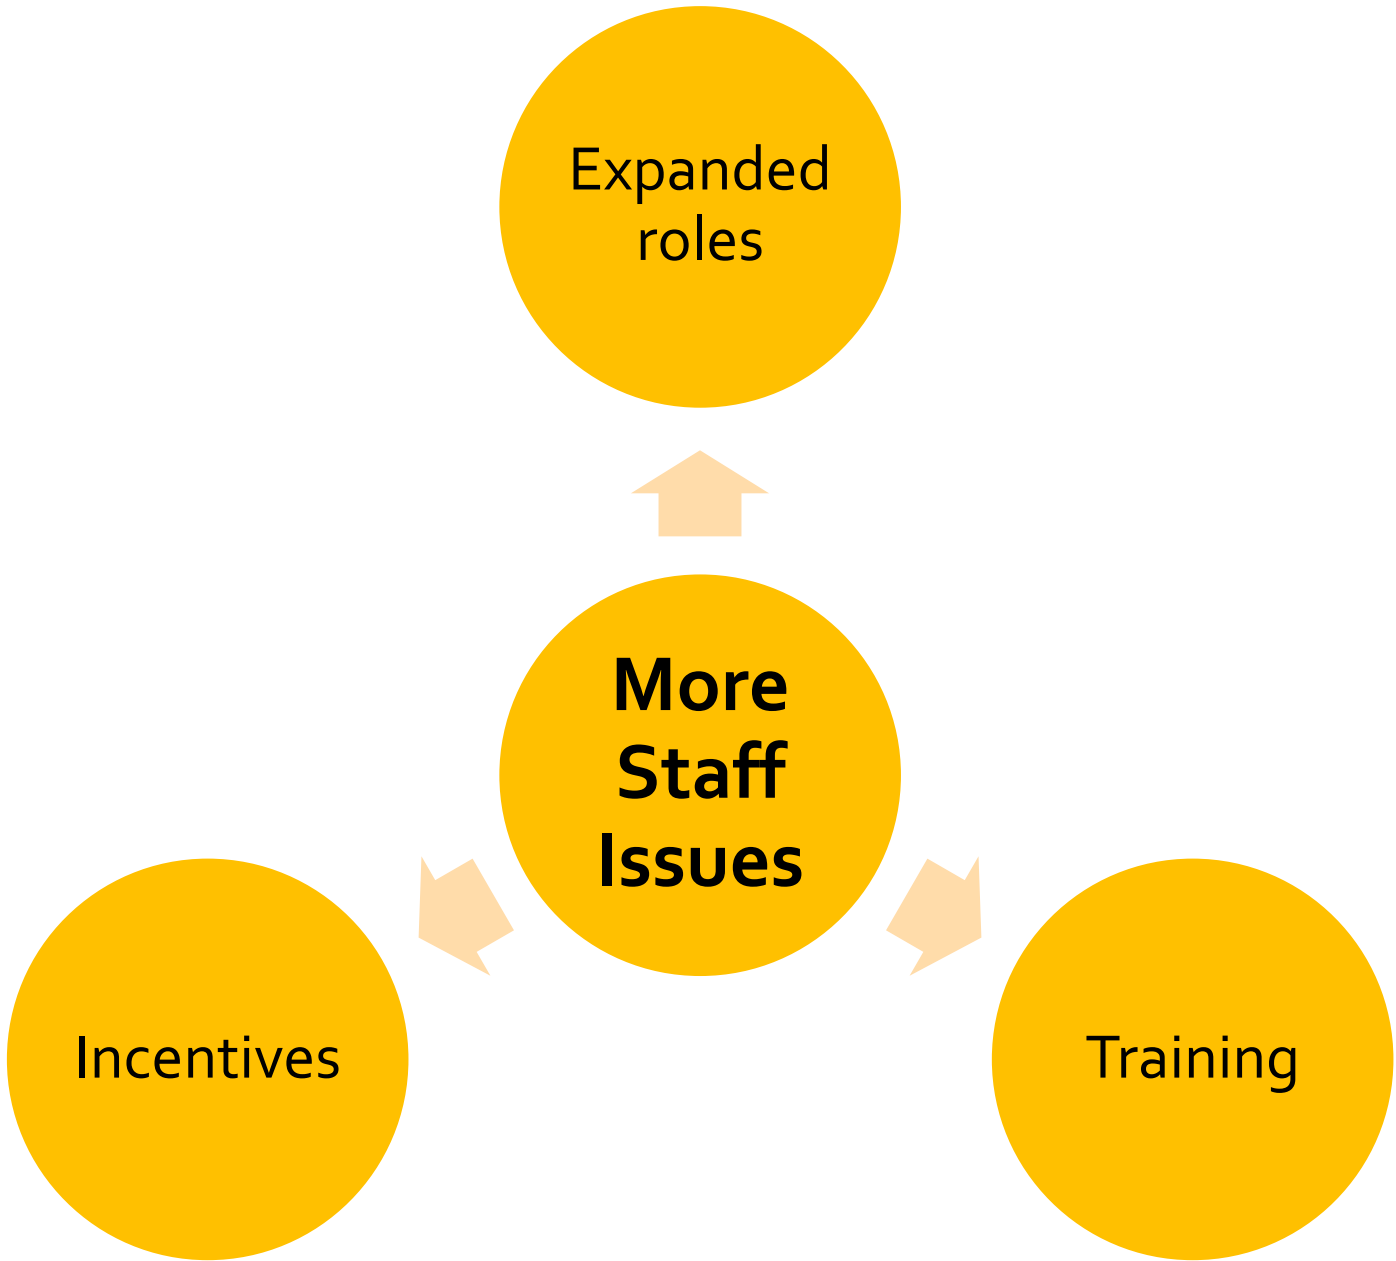 Expanded
roles
More
Staff
Issues
Incentives
Training